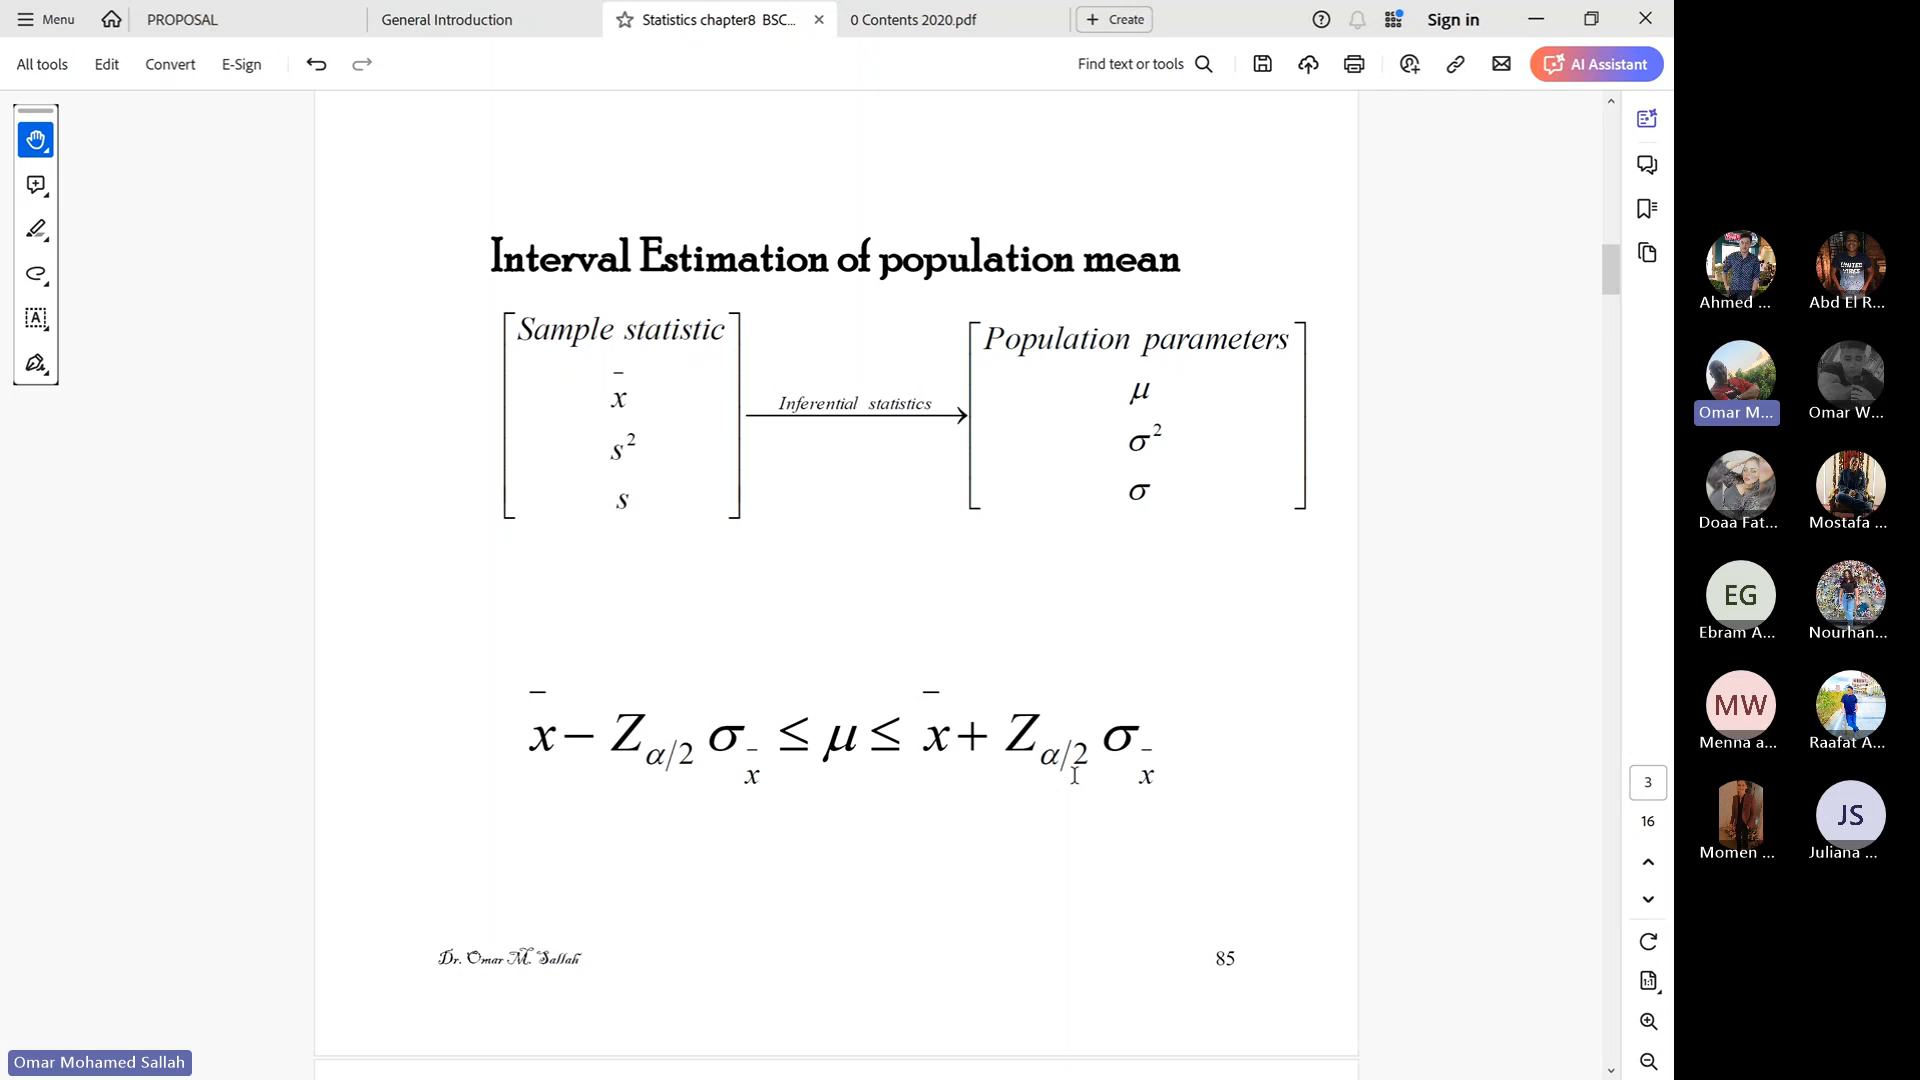 Menu
PROPOSAL
General Introduction
Statistics chapter8 BSC...
0 Contents 2020.pdf
Create
Sign in
All tools
Edit
Convert
E-Sign
Find text or tools
AI Assistant
Interval Estimation of population mean
Sample statistic
x̄
s²
s
Inferential statistics
Population parameters
μ
σ²
σ
x̄ − Z_{α/2} σ_x̄ ≤ μ ≤ x̄ + Z_{α/2} σ_x̄
Dr. Omar M. Sallah
85
3
16
1:1
Ahmed ...
Abd El R...
Omar M...
Omar W...
Doaa Fat...
Mostafa ...
EG
Ebram A...
Nourhan...
MW
Menna a...
Raafat A...
Momen ...
JS
Juliana ...
Omar Mohamed Sallah